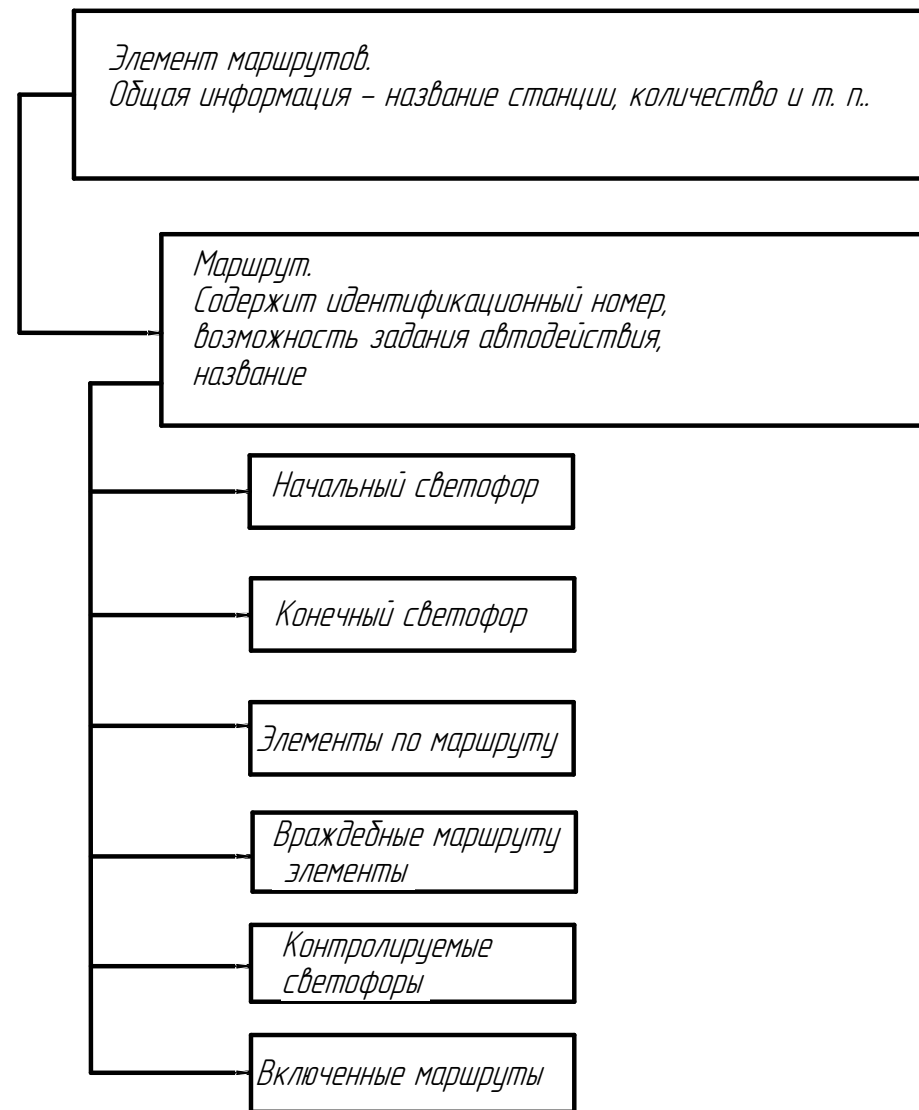 Элемент маршрутов.
Общая информация – название станции, количество и т. п..
Маршрут.
Содержит идентификационный номер,
возможность задания автодействия,
название
Начальный светофор
Конечный светофор
Элементы по маршруту
Враждебные маршруту
элементы
Контролируемые
светофоры
Включенные маршруты